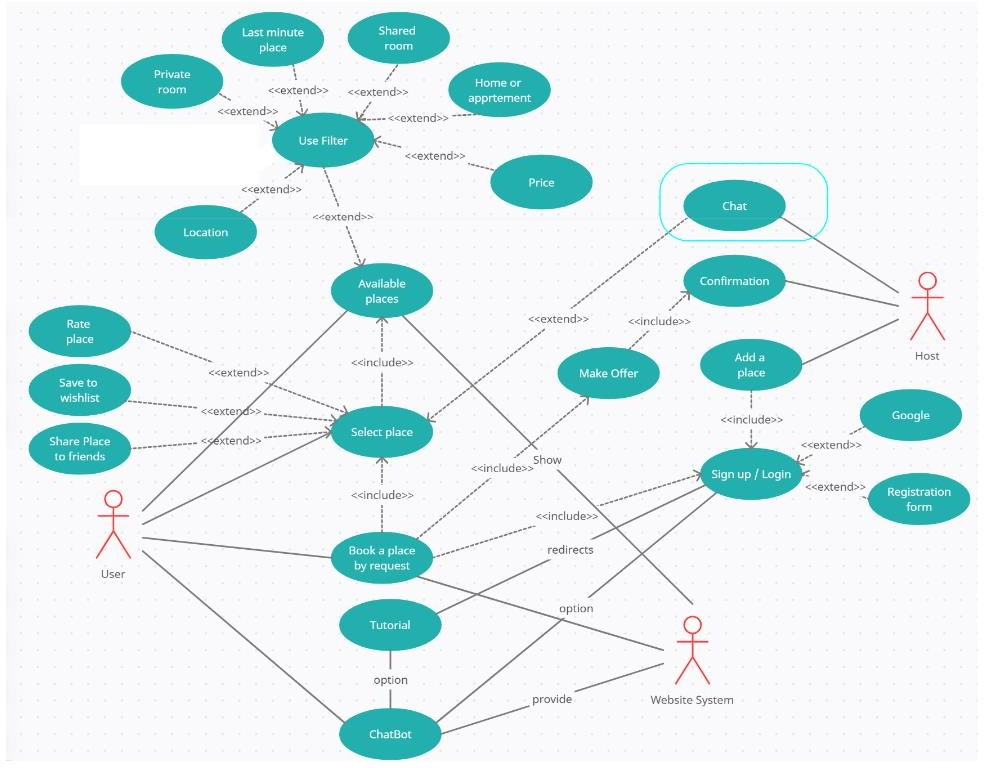 Last minute
place
Shared
room
Private
room
Home or
apprtement
<<extend>>
<<extend>>
<<extend>>
<<extend>>
Use Filter
<<extend>>
Price
<<extend>>
Location
<<extend>>
Chat
Available
places
Confirmation
Rate
place
<<extend>>
<<include>>
Host
<<include>>
Make Offer
Add a
place
<<extend>>
Save to
wishlist
<<extend>>
Google
Select place
<<include>>
Share Place
to friends
<<extend>>
<<extend>>
Show
<<include>>
Sign up / Login
<<include>>
<<extend>>
Registration
form
<<include>>
User
Book a place
by request
redirects
option
Tutorial
option
Website System
provide
ChatBot